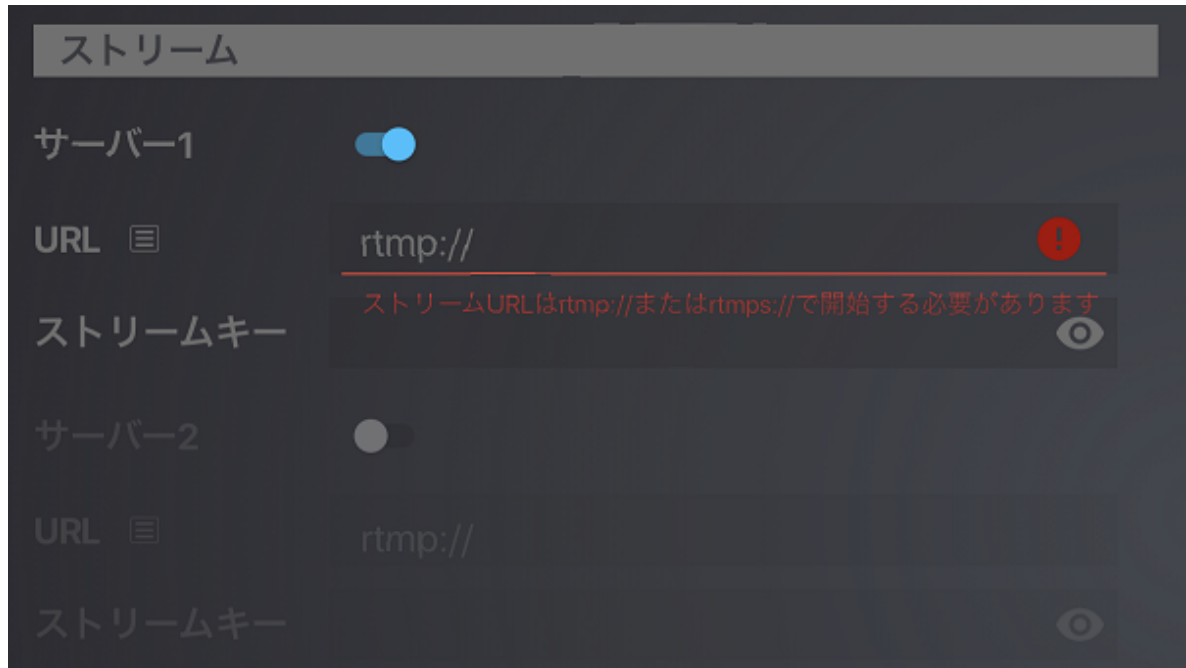 ストリーム
サーバー1
URL
rtmp://
ストリームURLはrtmp://またはrtmps://で開始する必要があります
ストリームキー
サーバー2
URL
rtmp://
ストリームキー